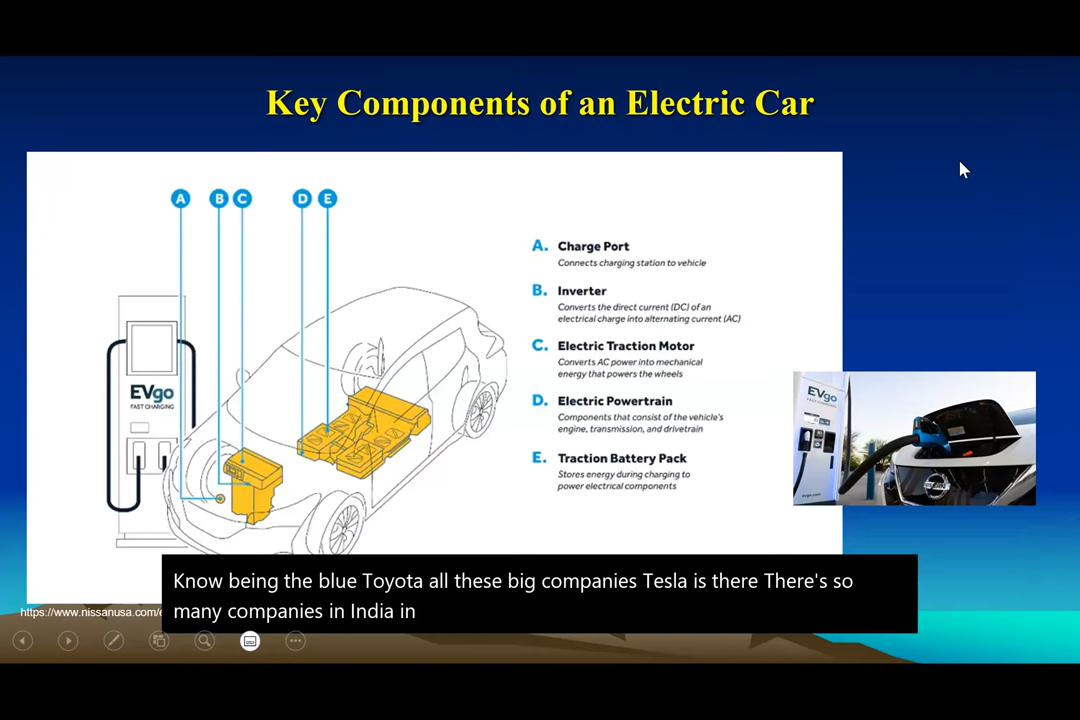 Key Components of an Electric Car
A B C D E
A. Charge Port
Connects charging station to vehicle
B. Inverter
Converts the direct current (DC) of an
electrical charge into alternating current (AC)
C. Electric Traction Motor
Converts AC power into mechanical
energy that powers the wheels
D. Electric Powertrain
Components that consist of the vehicle's
engine, transmission, and drivetrain
E. Traction Battery Pack
Stores energy during charging to
power electrical components
EVgo
FAST CHARGING
EVgo
FAST CHARGING
evgo.com
NISSAN
Know being the blue Toyota all these big companies Tesla is there There's so
many companies in India in
https://www.nissanusa.com/e